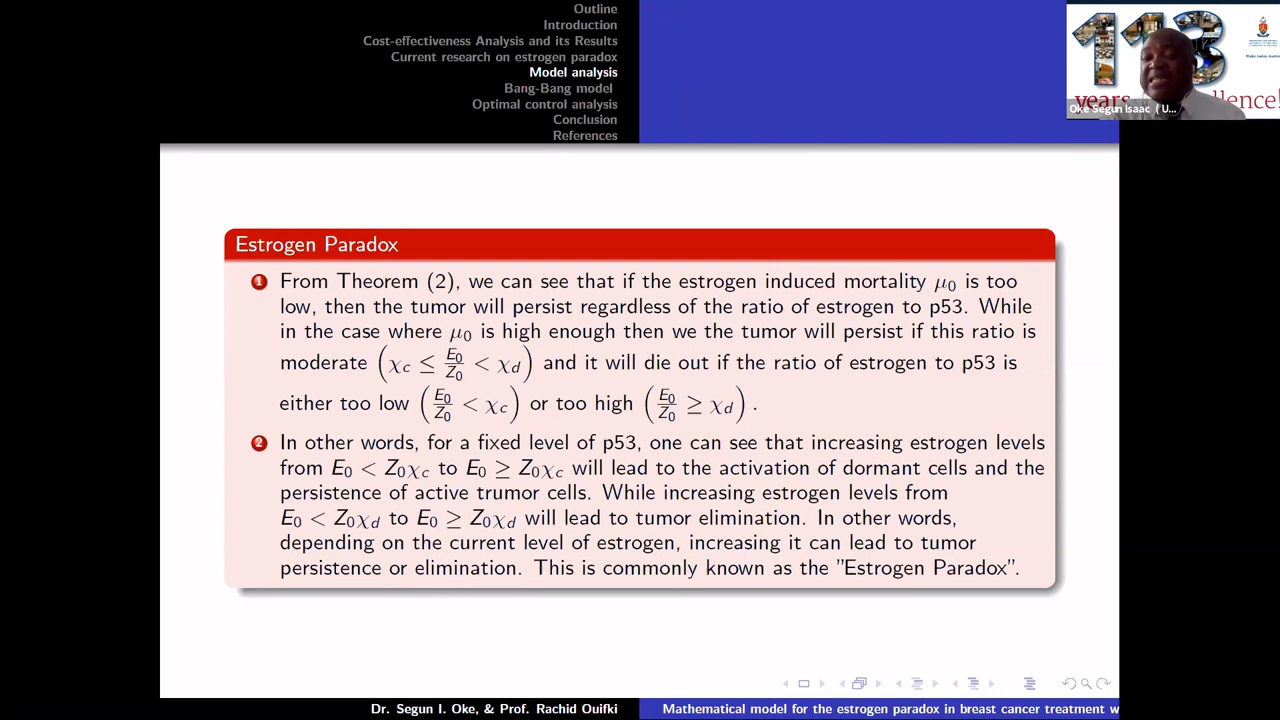 Outline
Introduction
Cost-effectiveness Analysis and its Results
Current research on estrogen paradox
Model analysis
Bang-Bang model
Optimal control analysis
Conclusion
References
113
years llence!
Oke Segun Isaac ( U...
Estrogen Paradox
1 From Theorem (2), we can see that if the estrogen induced mortality μ₀ is too
low, then the tumor will persist regardless of the ratio of estrogen to p53. While
in the case where μ₀ is high enough then we the tumor will persist if this ratio is
moderate (χc ≤ E₀/Z₀ < χd) and it will die out if the ratio of estrogen to p53 is
either too low (E₀/Z₀ < χc) or too high (E₀/Z₀ ≥ χd) .
2 In other words, for a fixed level of p53, one can see that increasing estrogen levels
from E₀ < Z₀χc to E₀ ≥ Z₀χc will lead to the activation of dormant cells and the
persistence of active trumor cells. While increasing estrogen levels from
E₀ < Z₀χd to E₀ ≥ Z₀χd will lead to tumor elimination. In other words,
depending on the current level of estrogen, increasing it can lead to tumor
persistence or elimination. This is commonly known as the "Estrogen Paradox".
Dr. Segun I. Oke, & Prof. Rachid Ouifki
Mathematical model for the estrogen paradox in breast cancer treatment w